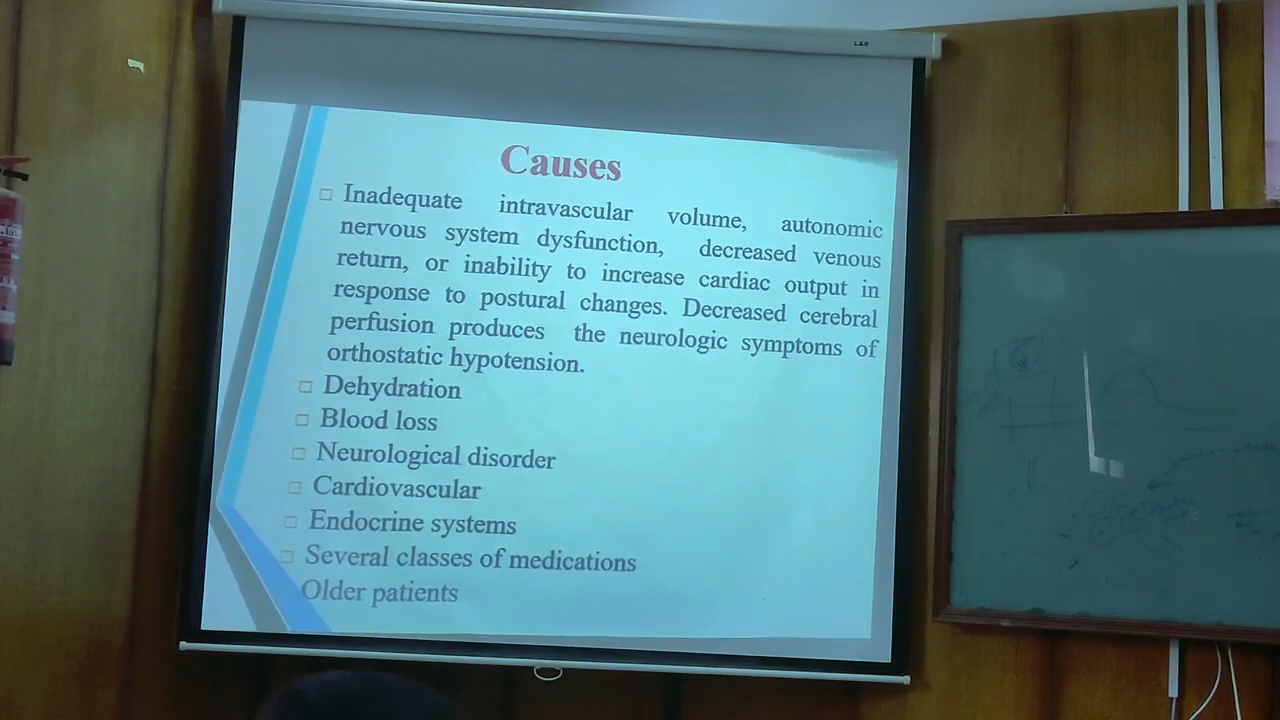 Causes
□ Inadequate intravascular volume, autonomic
nervous system dysfunction, decreased venous
return, or inability to increase cardiac output in
response to postural changes. Decreased cerebral
perfusion produces the neurologic symptoms of
orthostatic hypotension.
□ Dehydration
□ Blood loss
□ Neurological disorder
□ Cardiovascular
□ Endocrine systems
□ Several classes of medications
Older patients